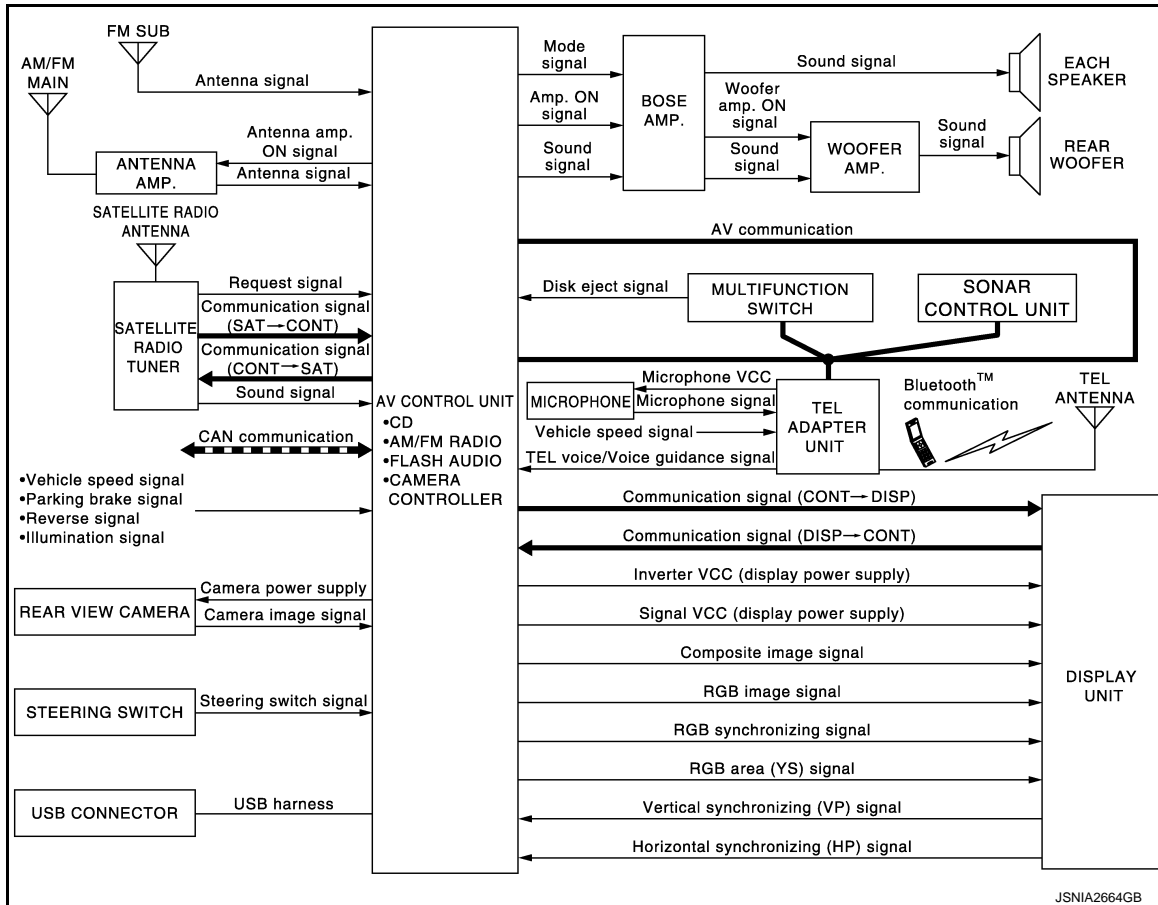 FM SUB
AM/FM
MAIN
Antenna signal
Antenna amp.
ON signal
ANTENNA
AMP.
Antenna signal
SATELLITE RADIO
ANTENNA
SATELLITE
RADIO
TUNER
Request signal
Communication signal
(SAT→CONT)
Communication signal
(CONT→SAT)
Sound signal
CAN communication
•Vehicle speed signal
•Parking brake signal
•Reverse signal
•Illumination signal
REAR VIEW CAMERA
Camera power supply
Camera image signal
STEERING SWITCH
Steering switch signal
USB CONNECTOR
USB harness
AV CONTROL UNIT
•CD
•AM/FM RADIO
•FLASH AUDIO
•CAMERA
CONTROLLER
Mode
signal
Amp. ON
signal
Sound
signal
BOSE
AMP.
Sound signal
EACH
SPEAKER
Woofer
amp. ON
signal
Sound
signal
WOOFER
AMP.
Sound
signal
REAR
WOOFER
AV communication
Disk eject signal
MULTIFUNCTION
SWITCH
SONAR
CONTROL UNIT
MICROPHONE
Microphone VCC
Microphone signal
Vehicle speed signal
TEL voice/Voice guidance signal
TEL
ADAPTER
UNIT
Bluetooth™
communication
TEL
ANTENNA
Communication signal (CONT→DISP)
Communication signal (DISP→CONT)
Inverter VCC (display power supply)
Signal VCC (display power supply)
Composite image signal
RGB image signal
RGB synchronizing signal
RGB area (YS) signal
Vertical synchronizing (VP) signal
Horizontal synchronizing (HP) signal
DISPLAY
UNIT
JSNIA2664GB